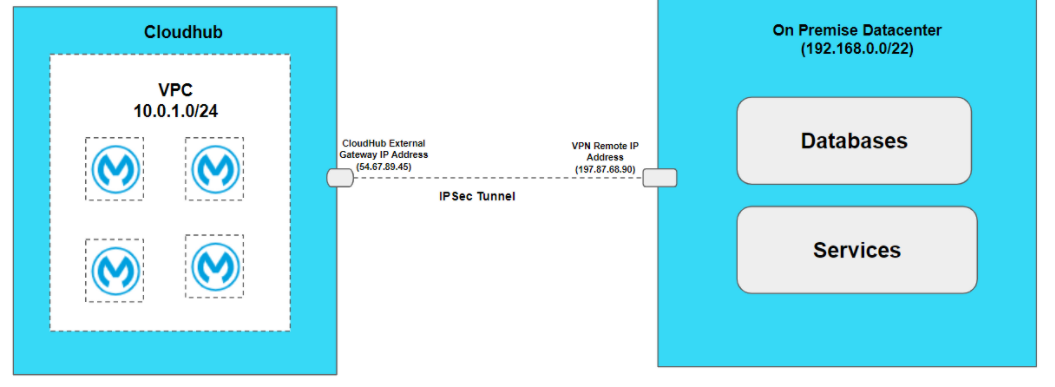 Cloudhub
VPC
10.0.1.0/24
CloudHub External
Gateway IP Address
(54.67.89.45)
IPSec Tunnel
VPN Remote IP
Address
(197.87.68.90)
On Premise Datacenter
(192.168.0.0/22)
Databases
Services